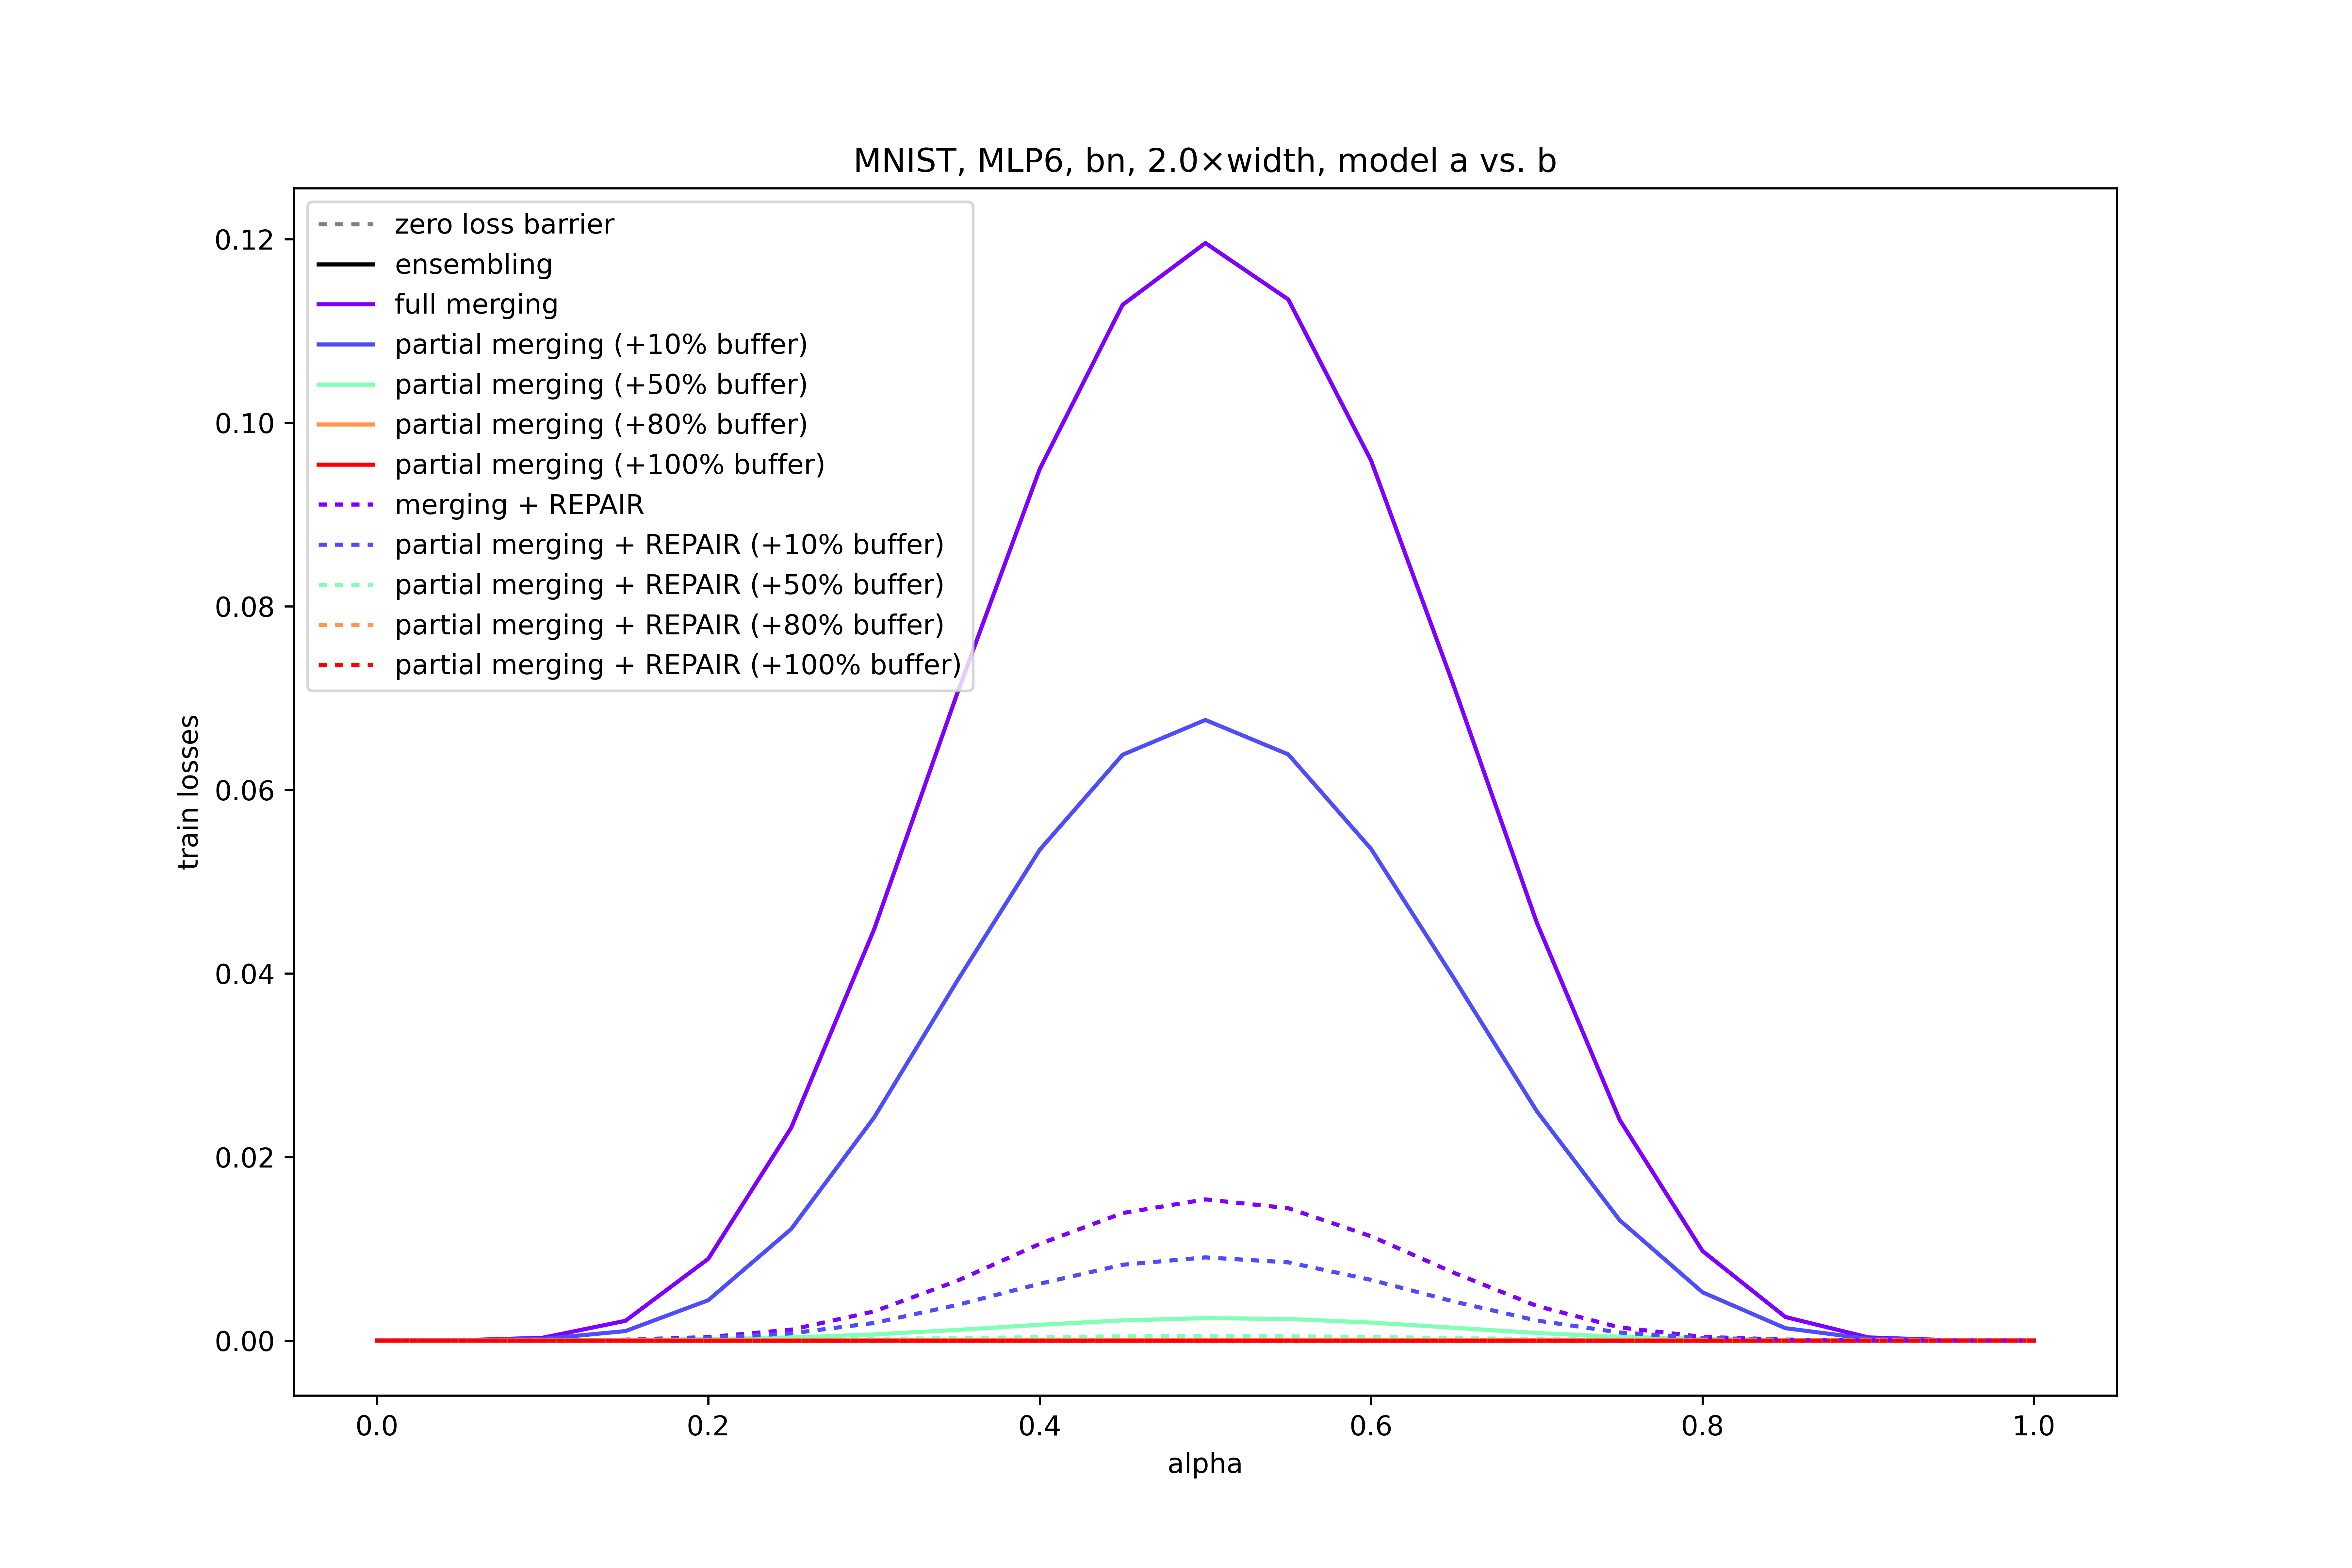 MNIST, MLP6, bn, 2.0×width, model a vs. b
zero loss barrier
ensembling
full merging
partial merging (+10% buffer)
partial merging (+50% buffer)
partial merging (+80% buffer)
partial merging (+100% buffer)
merging + REPAIR
partial merging + REPAIR (+10% buffer)
partial merging + REPAIR (+50% buffer)
partial merging + REPAIR (+80% buffer)
partial merging + REPAIR (+100% buffer)
train losses
0.12
0.10
0.08
0.06
0.04
0.02
0.00
0.0 0.2 0.4 0.6 0.8 1.0
alpha